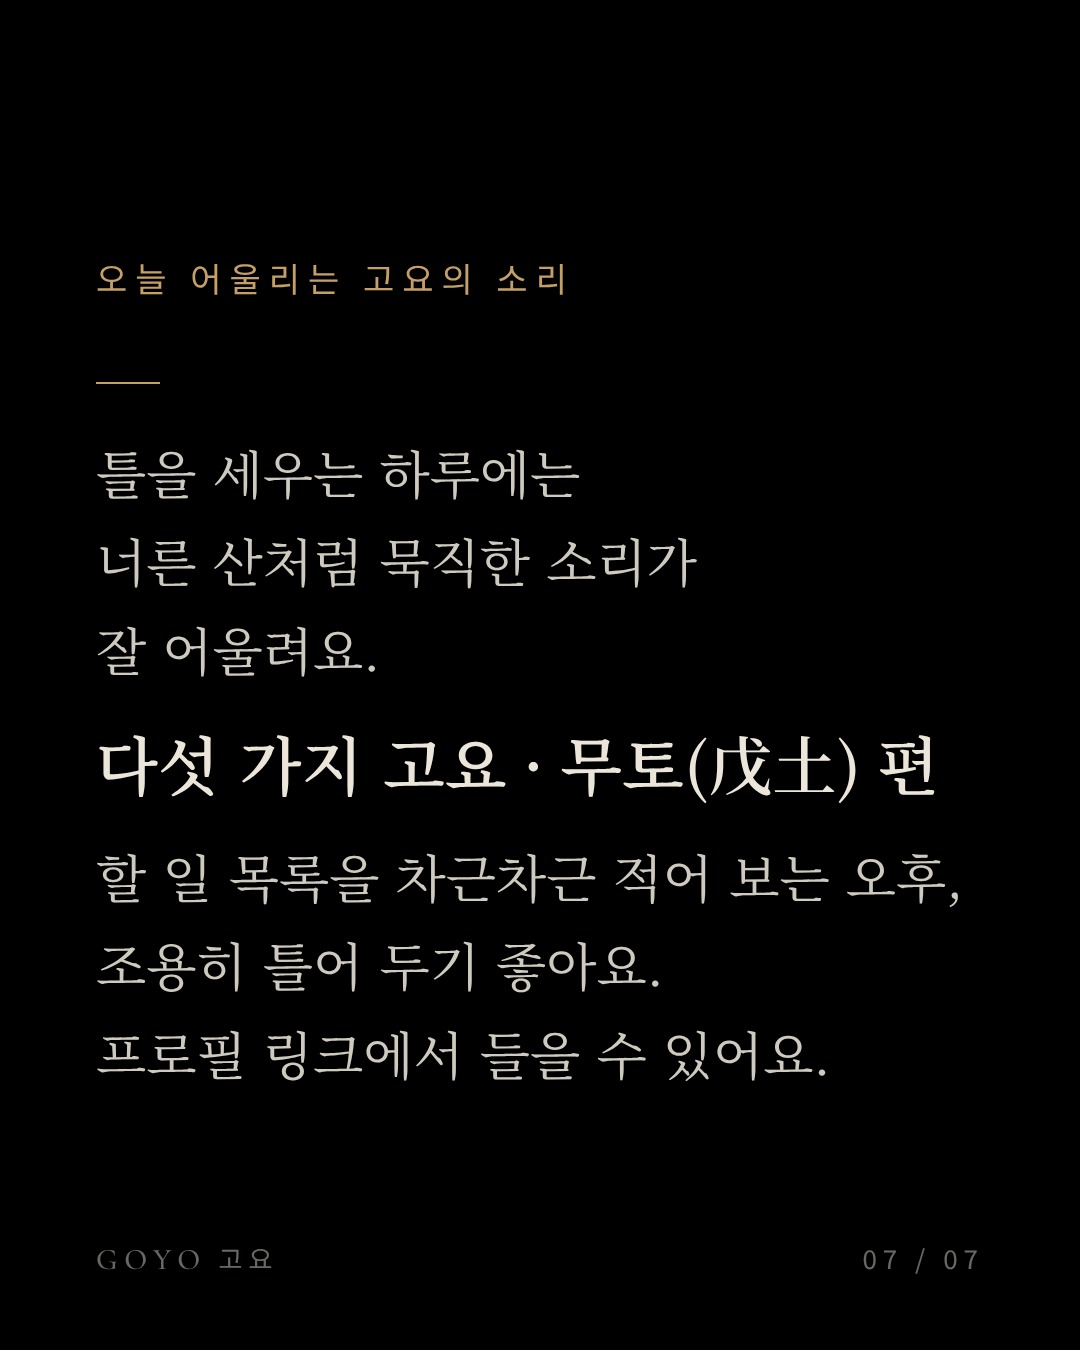 오늘 어울리는 고요의 소리
틀을 세우는 하루에는
너른 산처럼 묵직한 소리가
잘 어울려요.
다섯 가지 고요 · 무토(戊土) 편
할 일 목록을 차근차근 적어 보는 오후,
조용히 틀어 두기 좋아요.
프로필 링크에서 들을 수 있어요.
GOYO 고요
07 / 07